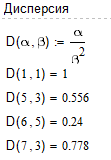 Дисперсия
D(α,β) := α/β²
D(1,1) = 1
D(5,3) = 0.556
D(6,5) = 0.24
D(7,3) = 0.778